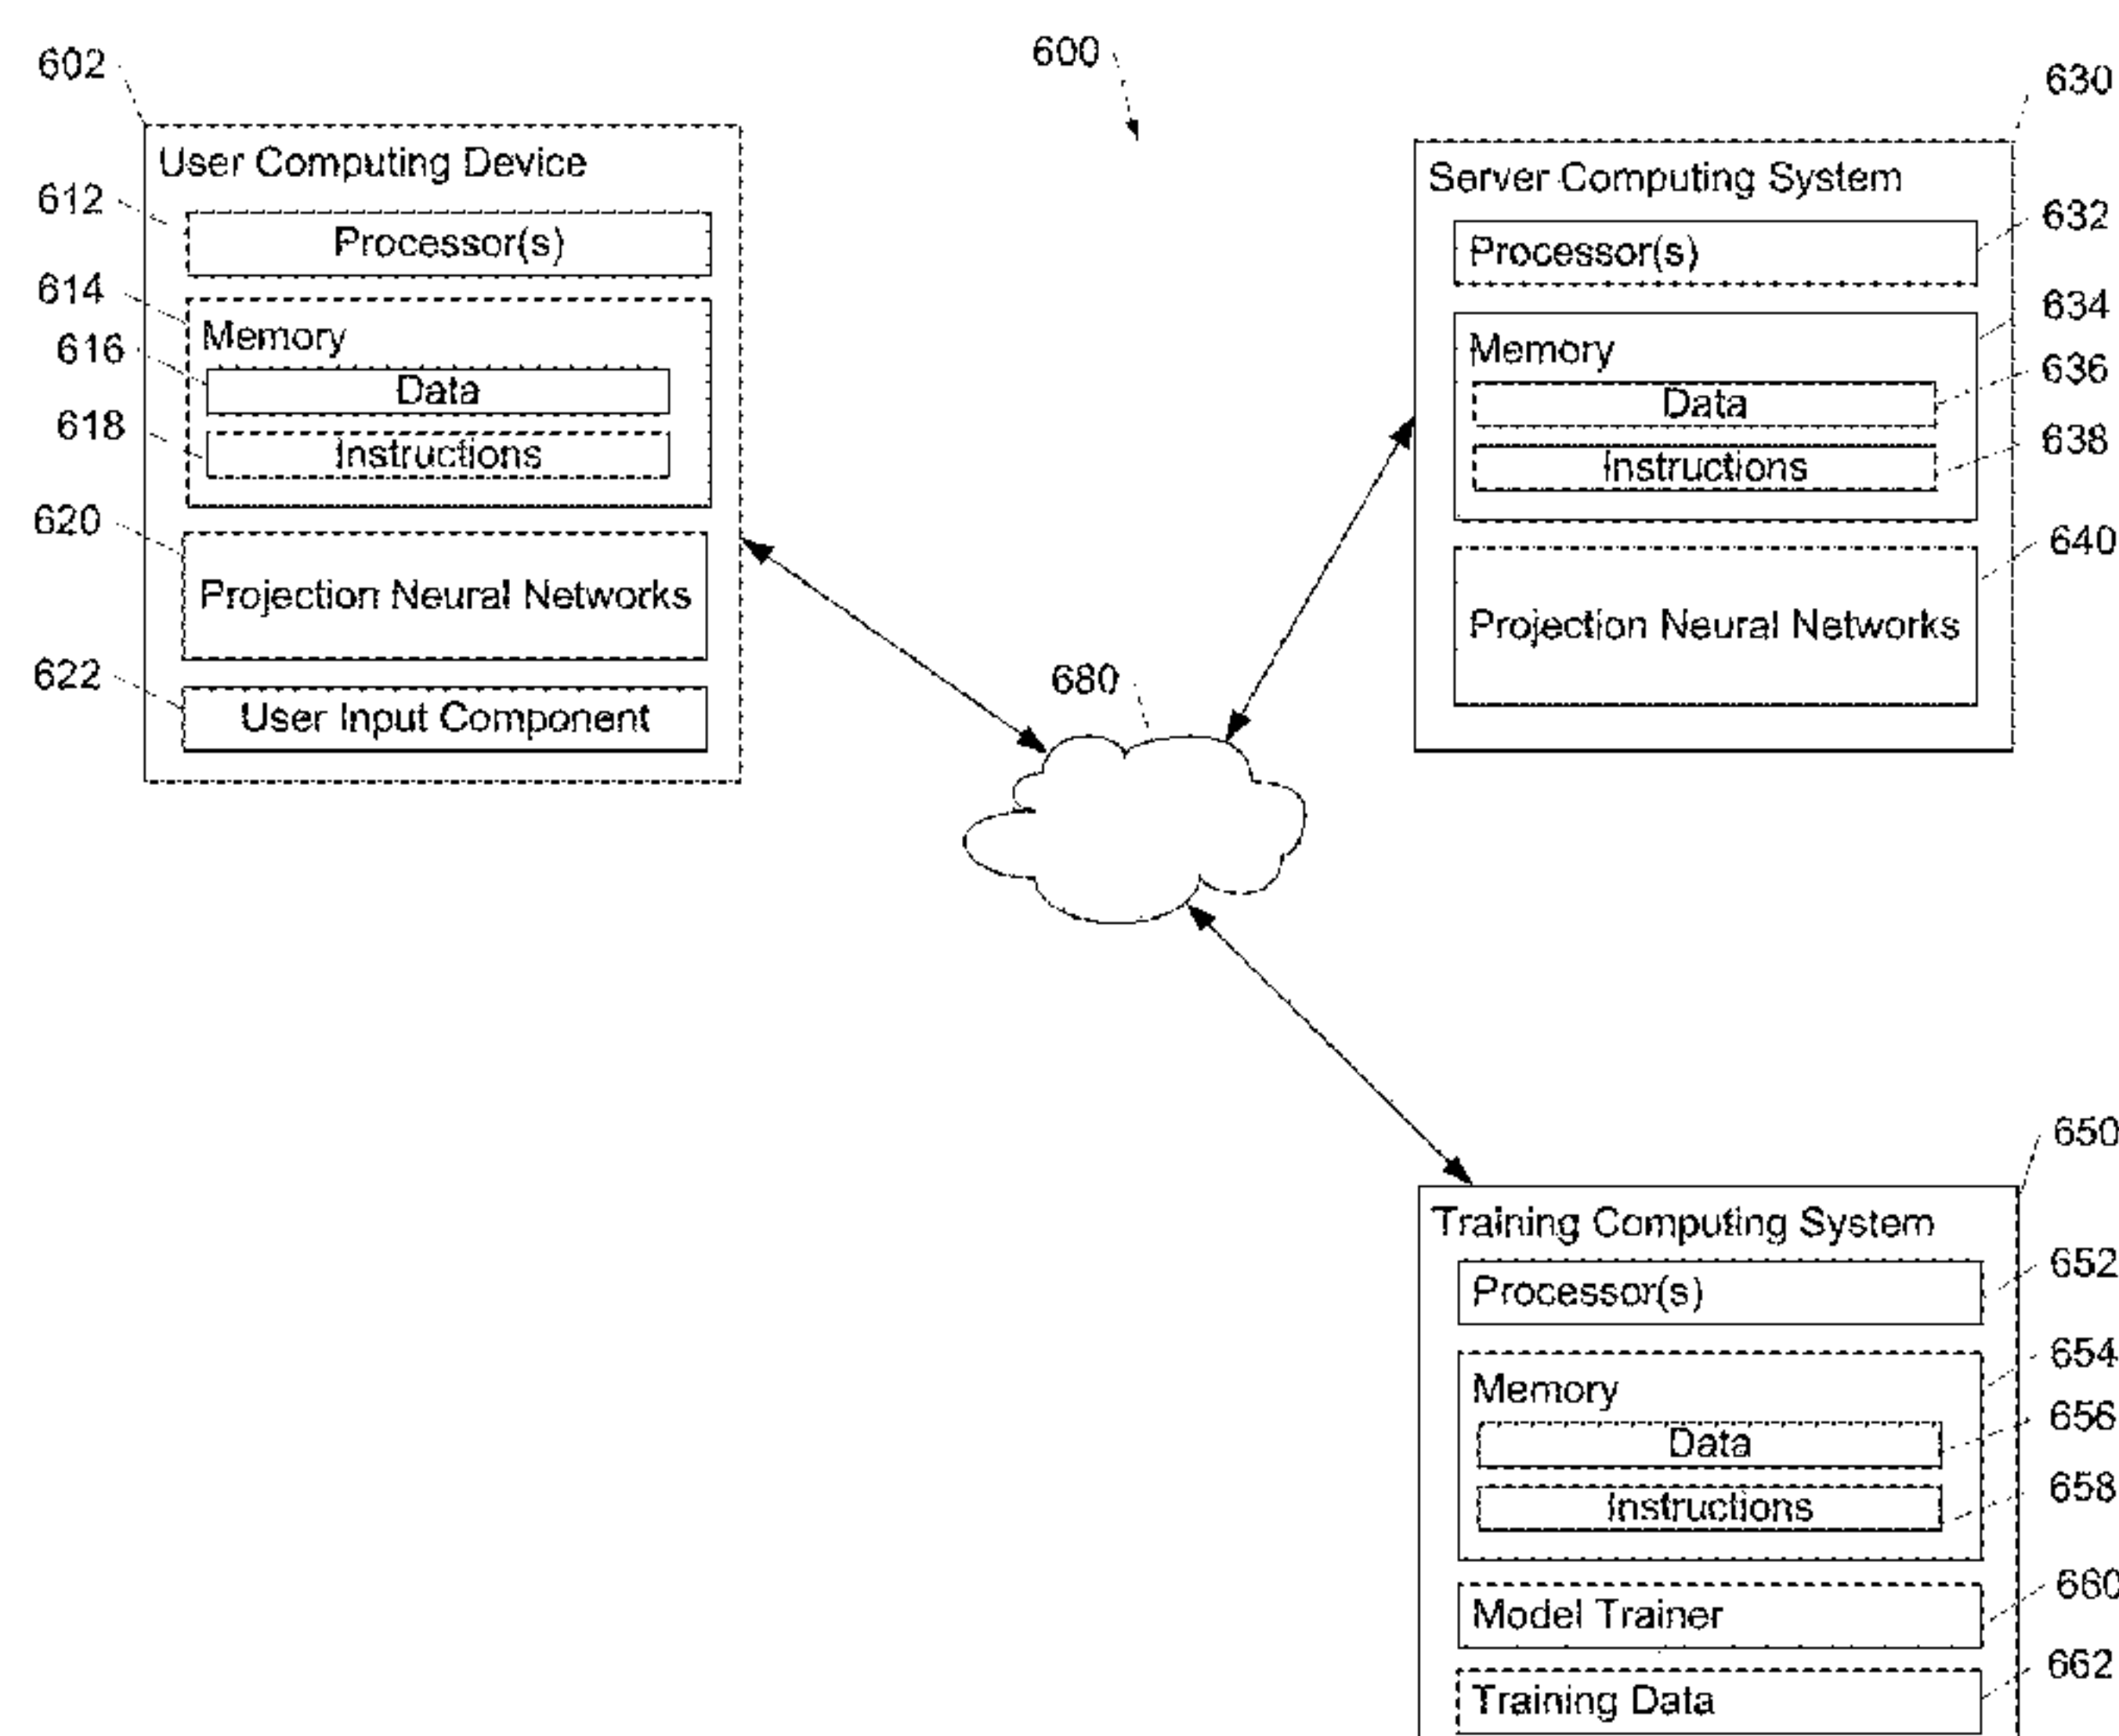 600
602
User Computing Device
612
Processor(s)
614
Memory
616
Data
618
Instructions
620
Projection Neural Networks
622
User Input Component
630
Server Computing System
632
Processor(s)
634
Memory
636
Data
638
Instructions
640
Projection Neural Networks
680
650
Training Computing System
652
Processor(s)
654
Memory
656
Data
658
Instructions
660
Model Trainer
662
Training Data